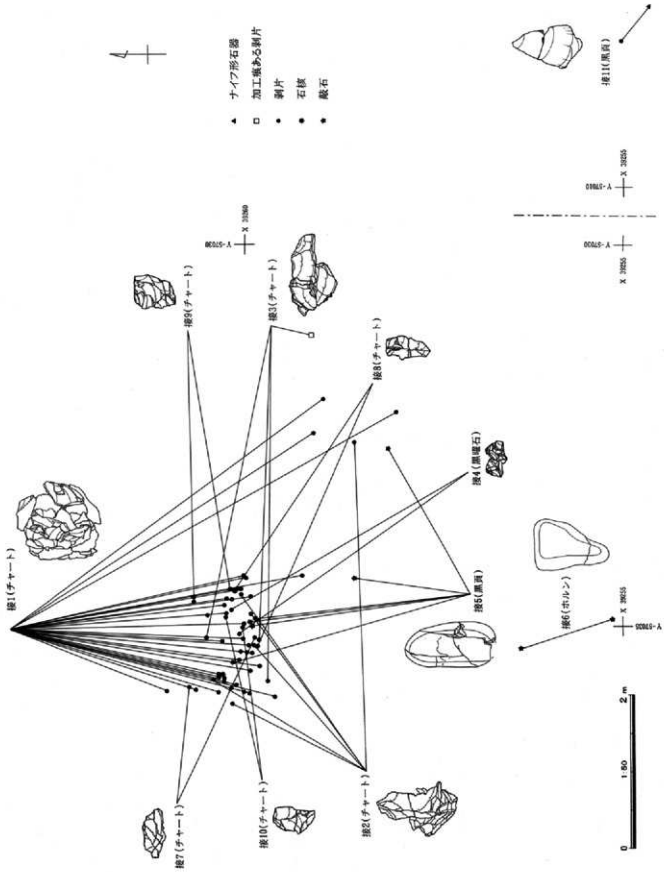 接1(チャート)
接9(チャート)
接3(チャート)
接8(チャート)
接4(黒曜石)
接5(黒頁)
接6(ホルン)
接7(チャート)
接10(チャート)
接2(チャート)
接11(黒頁)
ナイフ形石器
加工痕ある剥片
剥片
石核
敲石
Y-57030
X 39260
X 39255
Y-57030
Y-57035
X 39255
X 39255
0
1:50
2 m